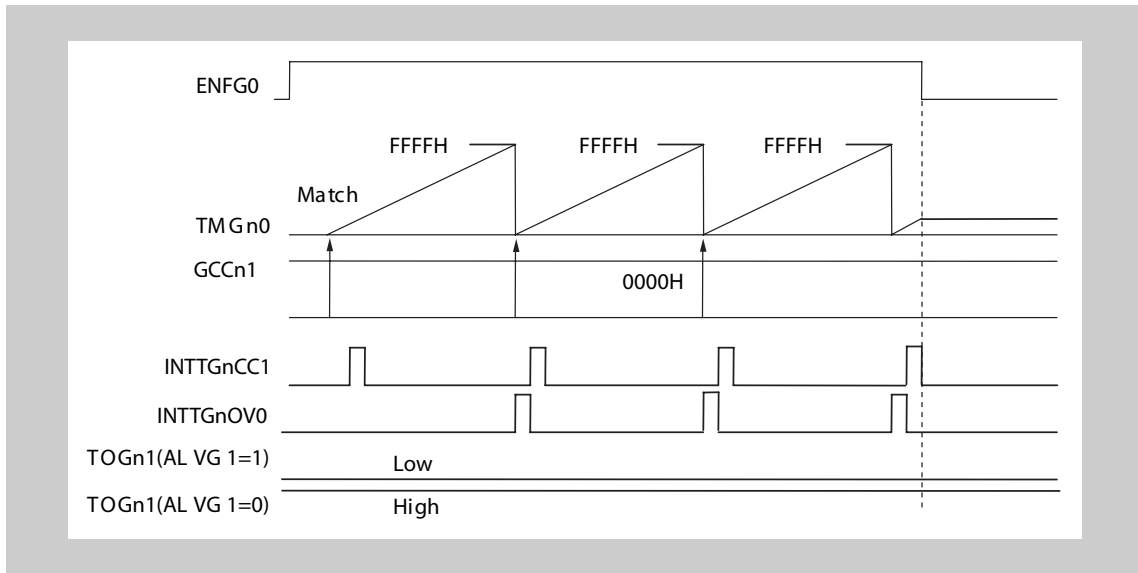 ENFG0
FFFFH FFFFH FFFFH
Match
TMGn0
GCCn1
0000H
INTTGnCC1
INTTGnOV0
TOGn1(ALVG1=1) Low
TOGn1(ALVG1=0) High